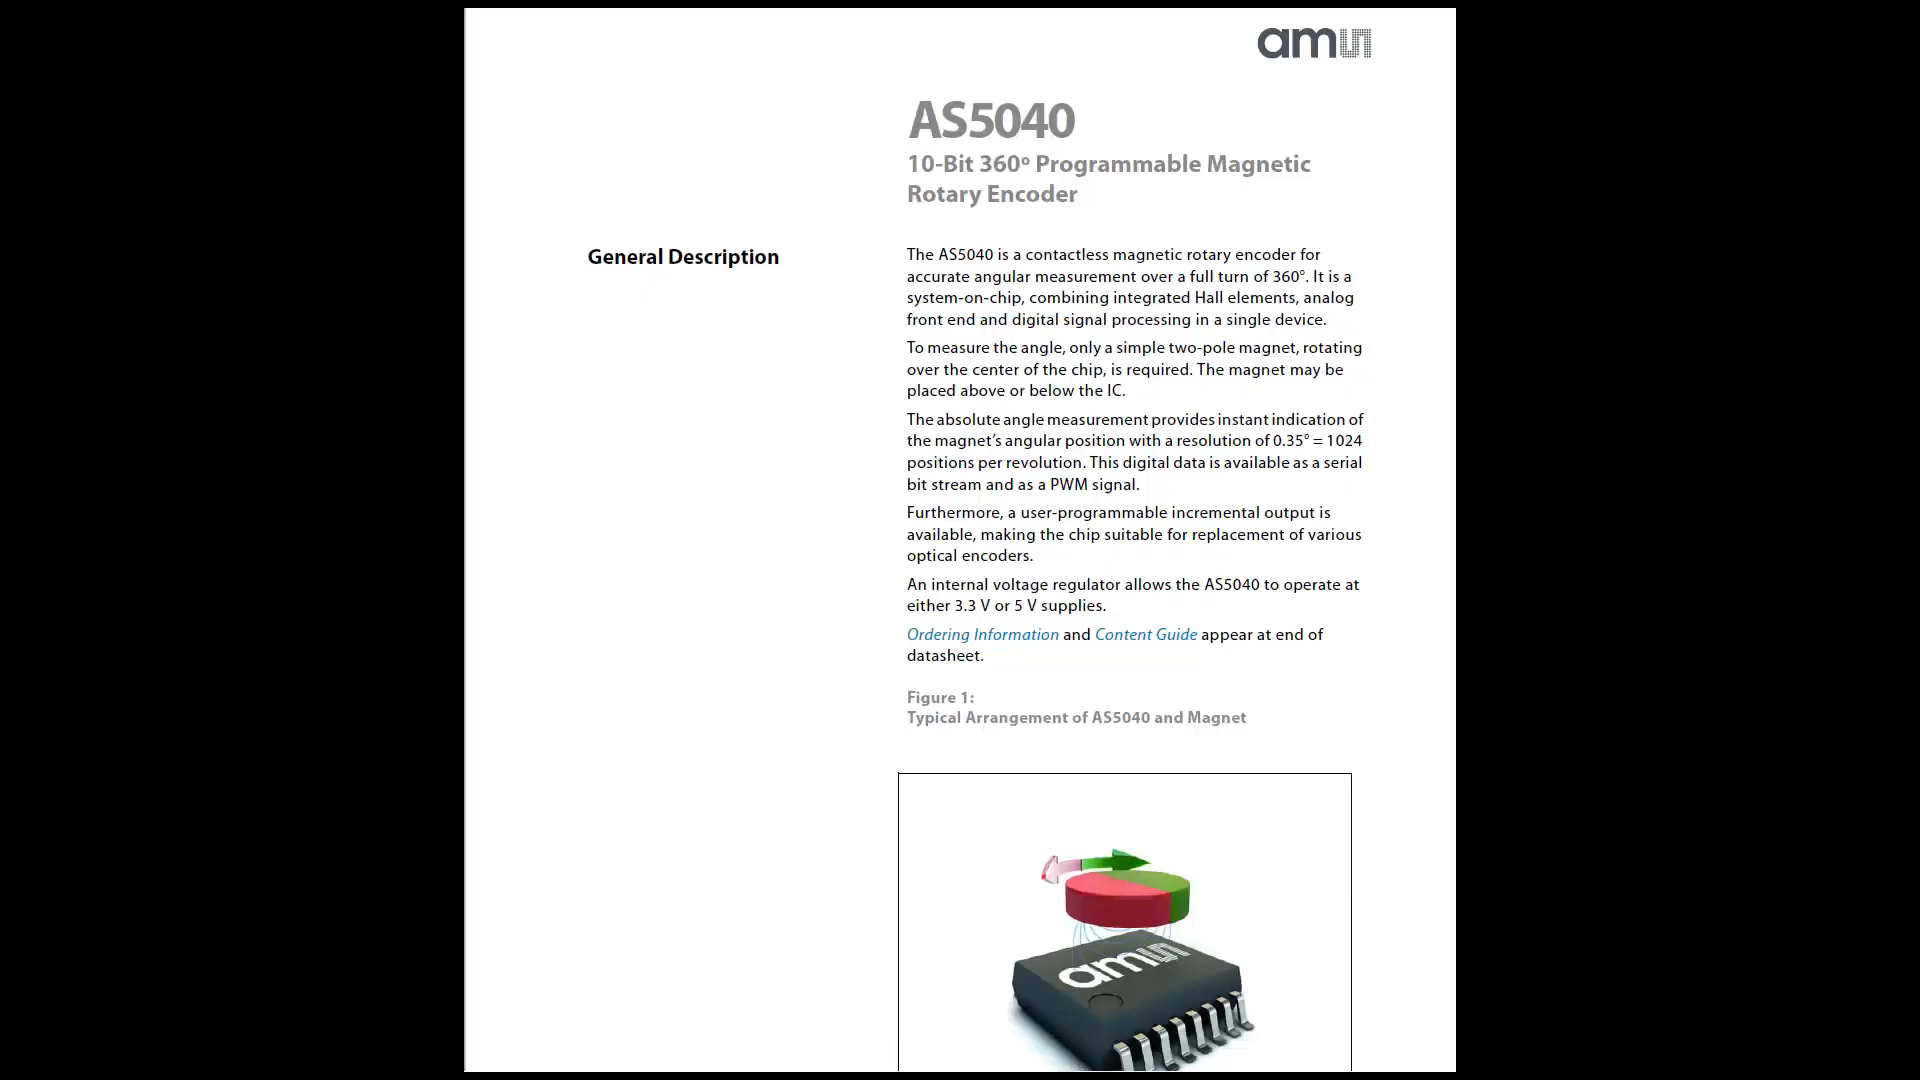 am
AS5040
10-Bit 360º Programmable Magnetic
Rotary Encoder
General Description
The AS5040 is a contactless magnetic rotary encoder for
accurate angular measurement over a full turn of 360°. It is a
system-on-chip, combining integrated Hall elements, analog
front end and digital signal processing in a single device.
To measure the angle, only a simple two-pole magnet, rotating
over the center of the chip, is required. The magnet may be
placed above or below the IC.
The absolute angle measurement provides instant indication of
the magnet’s angular position with a resolution of 0.35° = 1024
positions per revolution. This digital data is available as a serial
bit stream and as a PWM signal.
Furthermore, a user-programmable incremental output is
available, making the chip suitable for replacement of various
optical encoders.
An internal voltage regulator allows the AS5040 to operate at
either 3.3 V or 5 V supplies.
Ordering Information and Content Guide appear at end of
datasheet.
Figure 1:
Typical Arrangement of AS5040 and Magnet
am